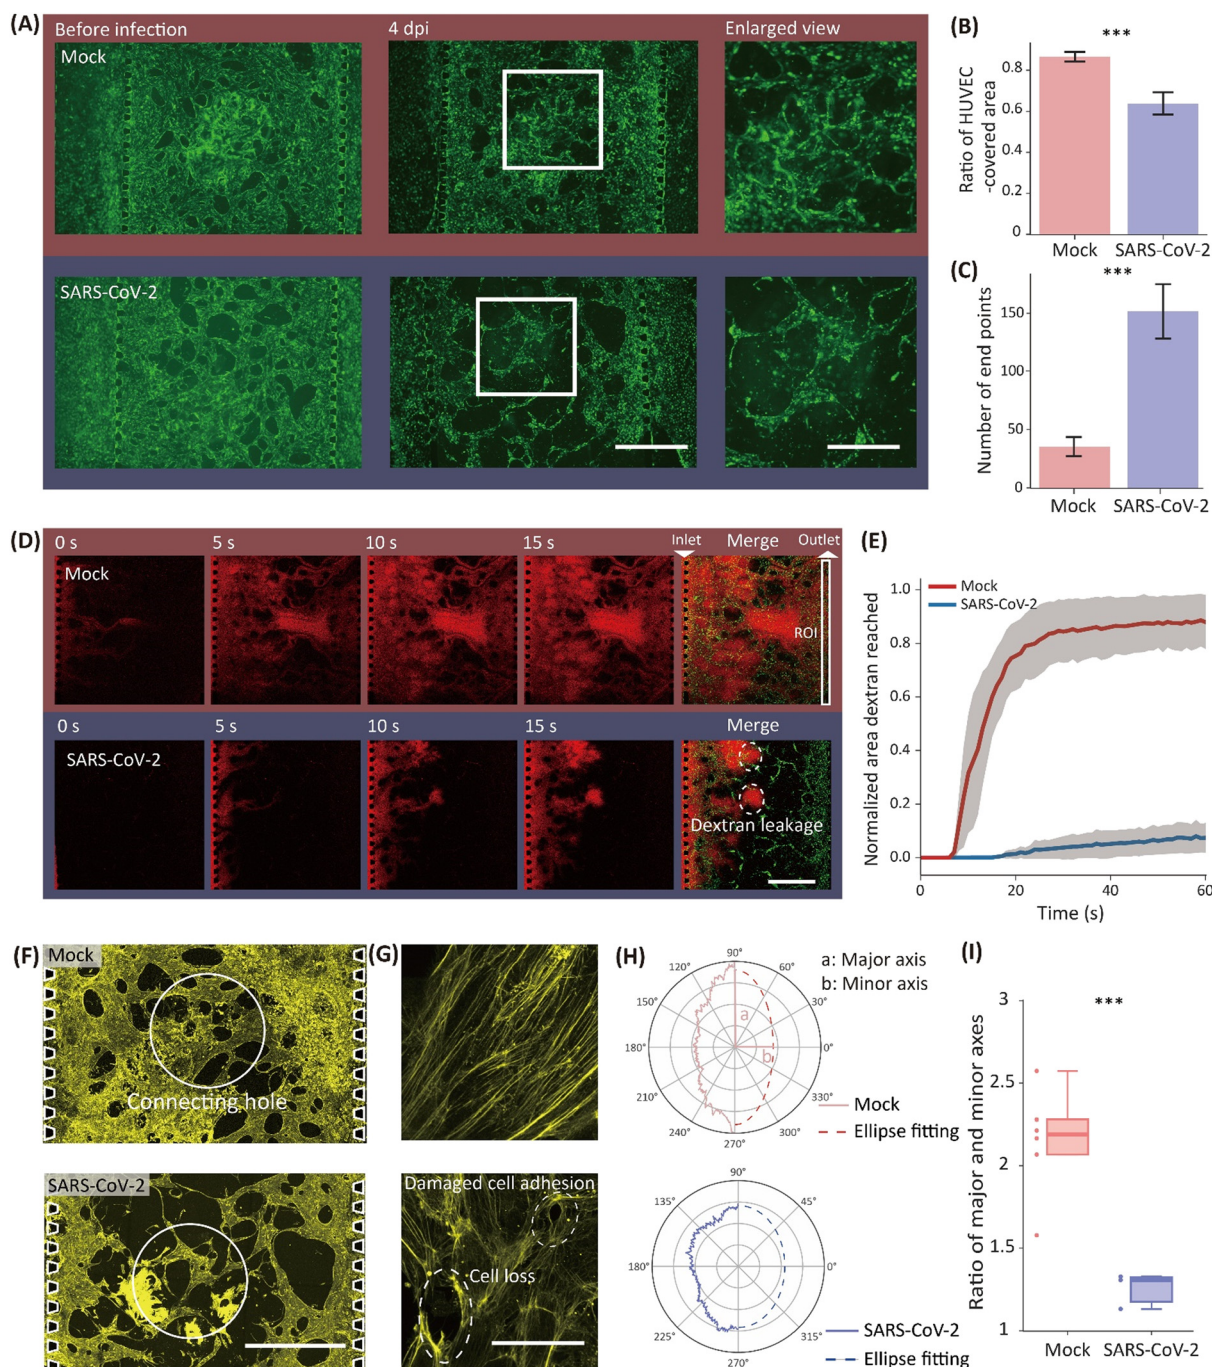 (A)
Before infection
4 dpi
Enlarged view
Mock
SARS-CoV-2
(B)
***
Ratio of HUVEC
-covered area
0.8
0.6
0.4
0.2
0
Mock
SARS-CoV-2
(C)
***
Number of end points
150
100
50
0
Mock
SARS-CoV-2
(D)
0 s
5 s
10 s
15 s
Inlet
Merge
Outlet
Mock
ROI
0 s
5 s
10 s
15 s
Merge
SARS-CoV-2
Dextran leakage
(E)
Normalized area dextran reached
1.0
0.8
0.6
0.4
0.2
0.0
Mock
SARS-CoV-2
0
20
40
60
Time (s)
(F)
Mock
Connecting hole
SARS-CoV-2
(G)
Damaged cell adhesion
Cell loss
(H)
a: Major axis
b: Minor axis
90°
120°
60°
150°
30°
180°
0°
210°
330°
240°
300°
270°
a
b
Mock
Ellipse fitting
90°
135°
45°
180°
0°
225°
315°
270°
SARS-CoV-2
Ellipse fitting
(I)
***
Ratio of major and minor axes
3
2.5
2
1.5
1
Mock
SARS-CoV-2